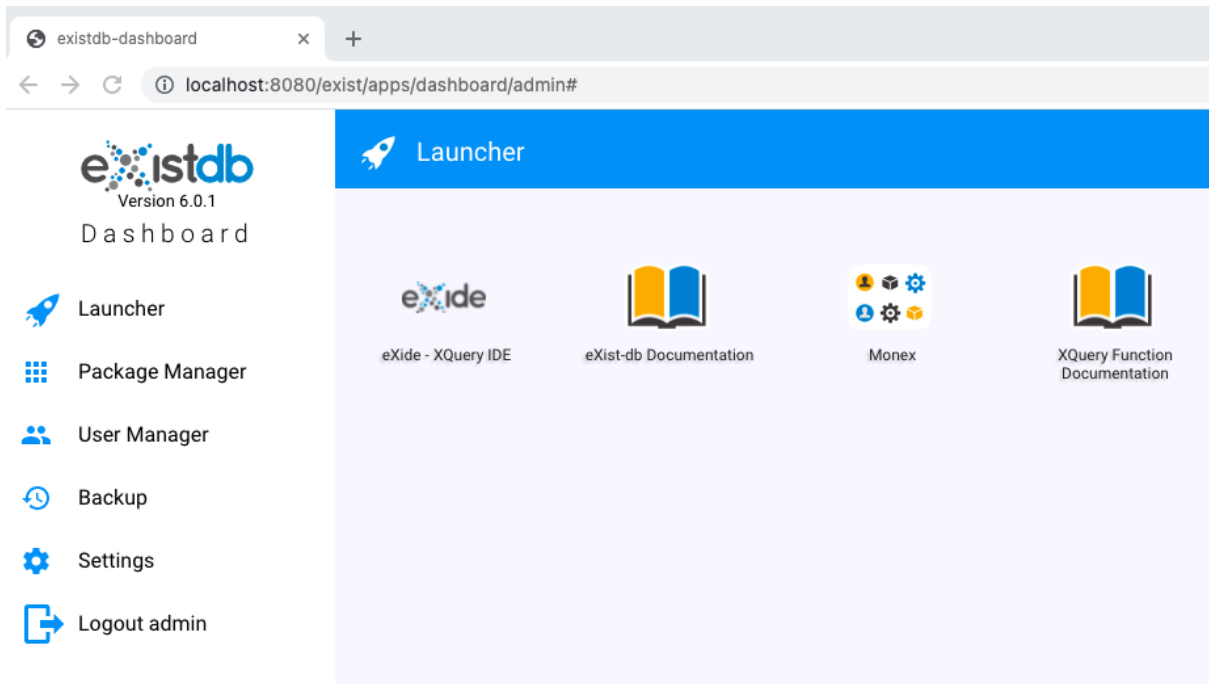 existdb-dashboard
localhost:8080/exist/apps/dashboard/admin#
eXistdb
Version 6.0.1
Dashboard
Launcher
Package Manager
User Manager
Backup
Settings
Logout admin
Launcher
eXide
eXide - XQuery IDE
eXist-db Documentation
Monex
XQuery Function
Documentation